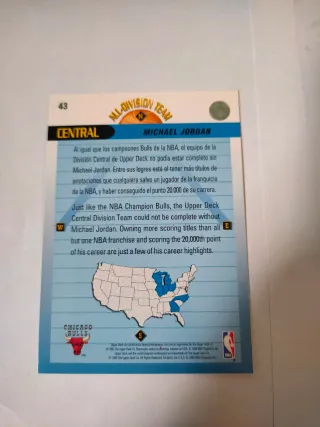 43
ALL-DIVISION TEAM
N
CENTRAL
MICHAEL JORDAN
Al igual que los campeones Bulls de la NBA, el equipo de la
División Central de Upper Deck no podía estar completo sin
Michael Jordan. Entre sus logros está el tener más títulos de
anotaciones que cualquiera salvo un jugador de la franquicia
de la NBA, y haber conseguido el punto 20.000 de su carrera.
Just like the NBA Champion Bulls, the Upper Deck
Central Division Team could not be complete without
Michael Jordan. Owning more scoring titles than all
but one NBA franchise and scoring the 20,000th point
of his career are just a few of his career highlights.
W
E
S
CHICAGO
BULLS
NBA